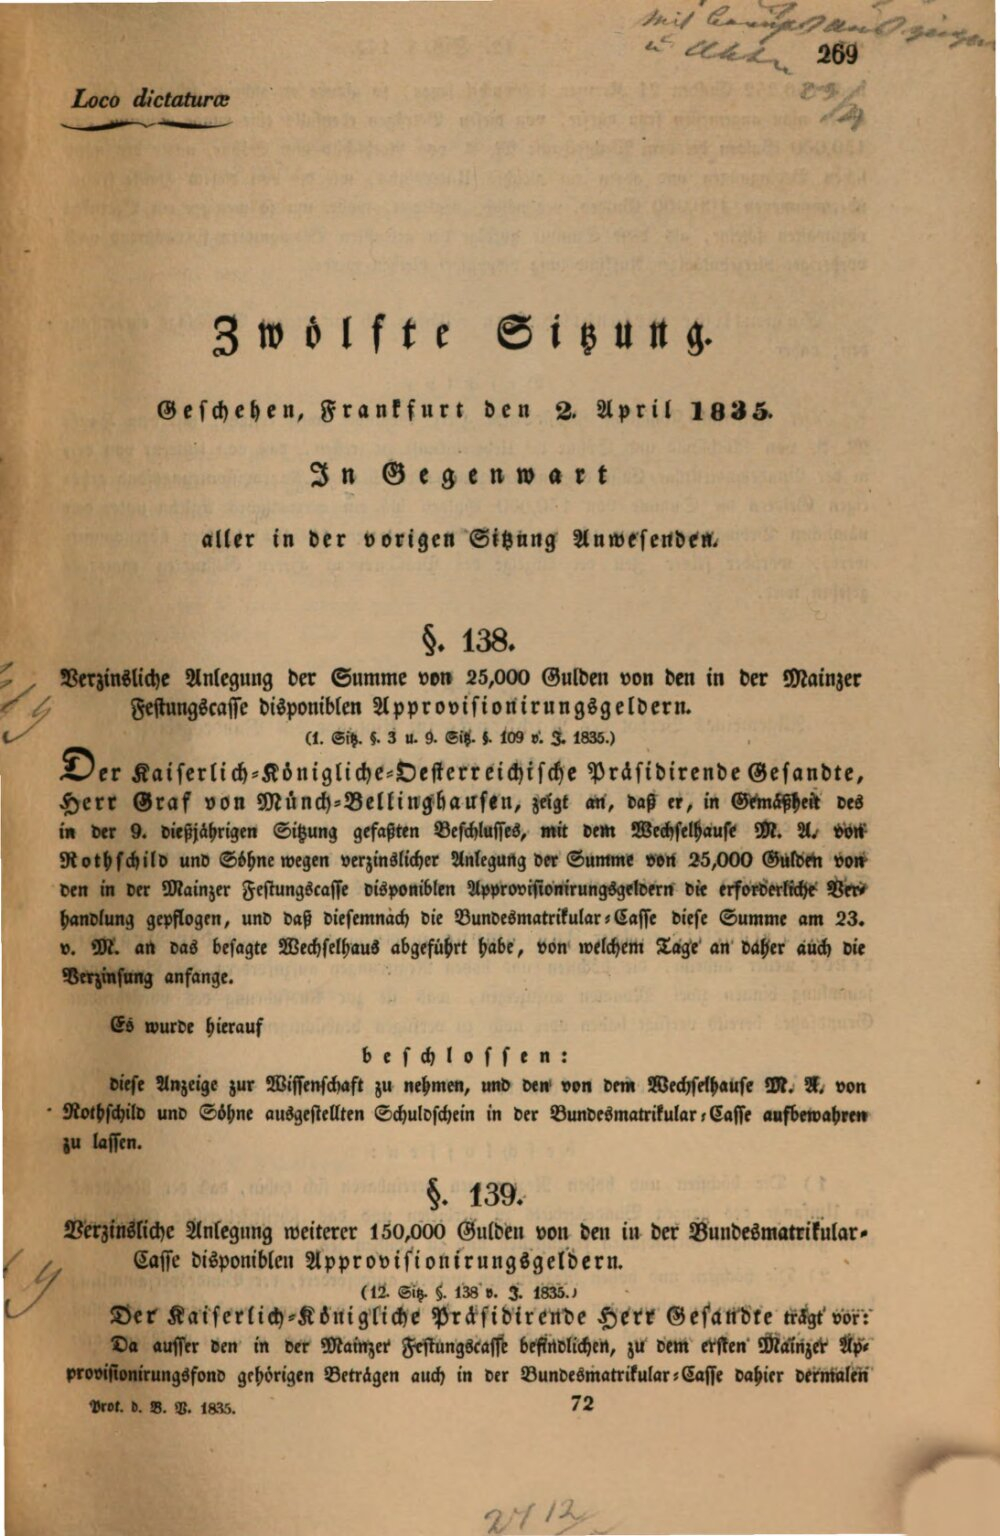 269
Loco dictaturæ
Zwölfte Sitzung.
Geschehen, Frankfurt den 2. April 1835.
In Gegenwart
aller in der vorigen Sitzung Anwesenden.
§. 138.
Verzinsliche Anlegung der Summe von 25,000 Gulden von den in der Mainzer
Festungscasse disponiblen Approvisionirungsgeldern.
(1. Sitz. §. 3 u. 9. Sitz. §. 109 v. J. 1835.)
Der Kaiserlich-Königliche-Oesterreichische Präsidirende Gesandte,
Herr Graf von Münch-Bellinghausen, zeigt an, daß er, in Gemäßheit des
in der 9. dießjährigen Sitzung gefaßten Beschlusses, mit dem Wechselhause M. A. von
Rothschild und Söhne wegen verzinslicher Anlegung der Summe von 25,000 Gulden von
den in der Mainzer Festungscasse disponiblen Approvisionirungsgeldern die erforderliche Ver-
handlung gepflogen, und daß diesemnach die Bundesmatrikular-Casse diese Summe am 23.
v. M. an das besagte Wechselhaus abgeführt habe, von welchem Tage an daher auch die
Verzinsung anfange.
Es wurde hierauf
beschlossen:
diese Anzeige zur Wissenschaft zu nehmen, und den von dem Wechselhause M. A. von
Rothschild und Söhne ausgestellten Schuldschein in der Bundesmatrikular-Casse aufbewahren
zu lassen.
§. 139.
Verzinsliche Anlegung weiterer 150,000 Gulden von den in der Bundesmatrikular-
Casse disponiblen Approvisionirungsgeldern.
(12. Sitz. §. 138 v. J. 1835.)
Der Kaiserlich-Königliche Präsidirende Herr Gesandte trägt vor:
Da ausser den in der Mainzer Festungscasse befindlichen, zu dem ersten Mainzer Ap-
provisionirungsfond gehörigen Beträgen auch in der Bundesmatrikular-Casse dahier dermalen
Prot. d. B. V. 1835.
72
2412